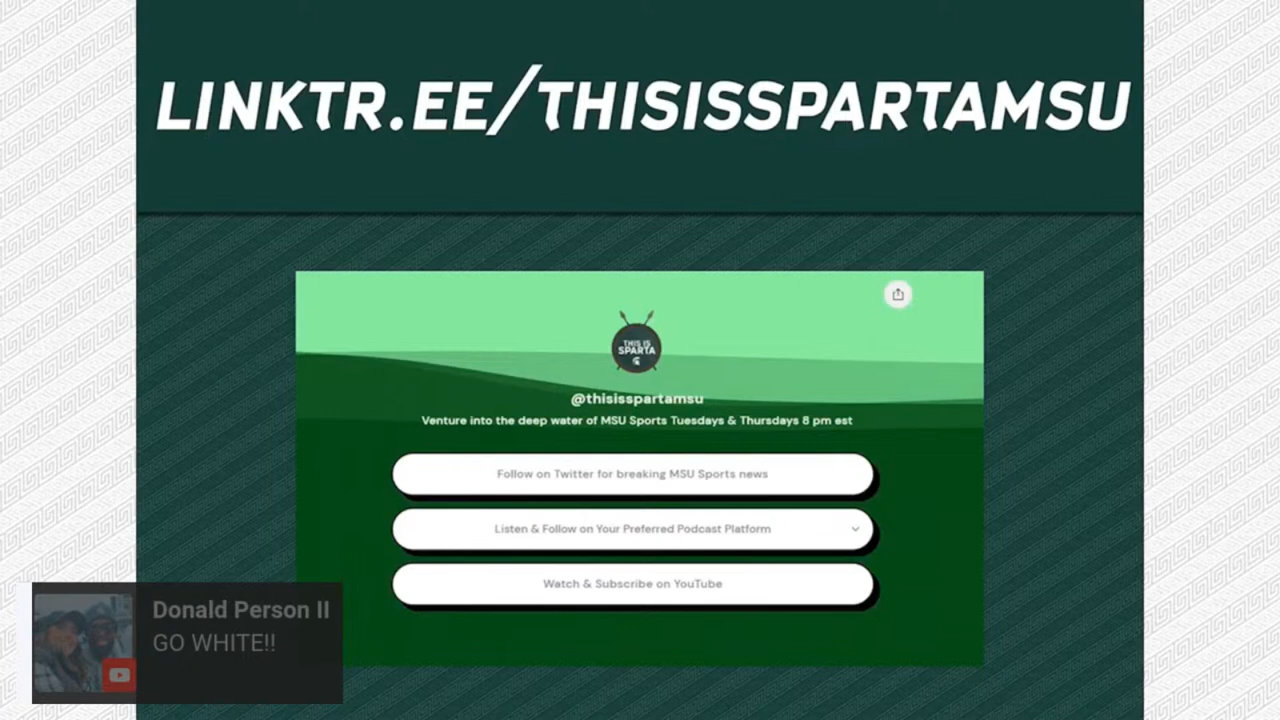 LINKTR.EE/THISISSPARTAMSU
THIS IS
SPARTA
@thisisspartamsu
Venture into the deep water of MSU Sports Tuesdays & Thursdays 8 pm est
Follow on Twitter for breaking MSU Sports news
Listen & Follow on Your Preferred Podcast Platform
Watch & Subscribe on YouTube
Donald Person II
GO WHITE!!